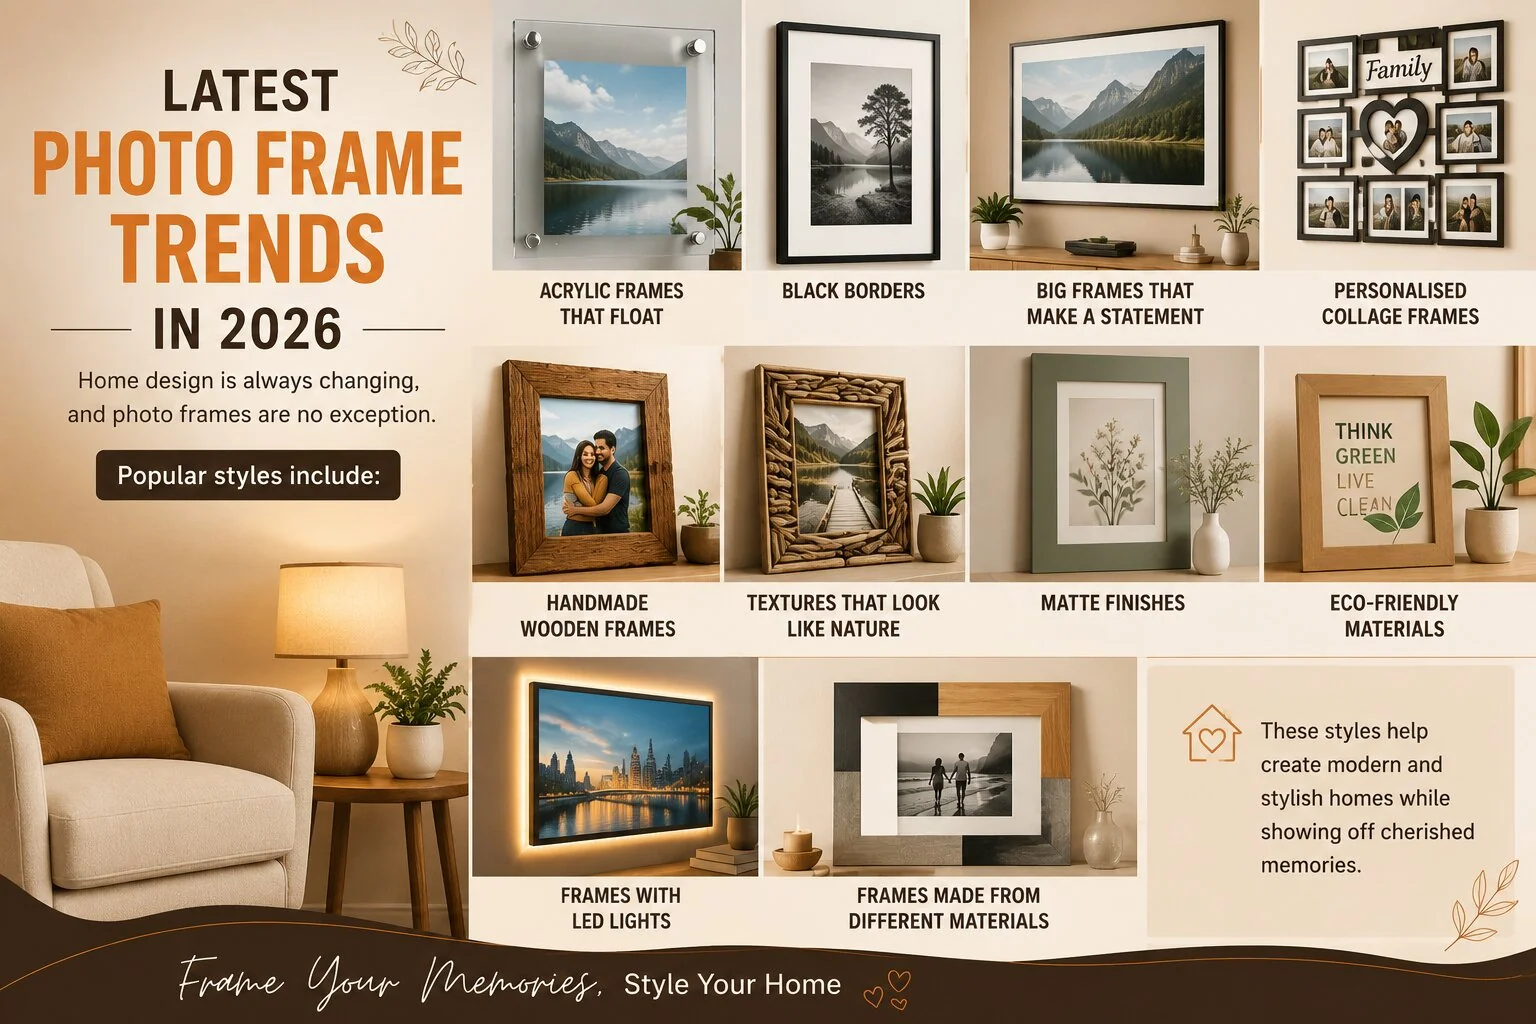 LATEST
PHOTO FRAME
TRENDS
IN 2026
Home design is always changing,
and photo frames are no exception.
Popular styles include:
ACRYLIC FRAMES
THAT FLOAT
BLACK BORDERS
BIG FRAMES THAT
MAKE A STATEMENT
Family
PERSONALISED
COLLAGE FRAMES
HANDMADE
WOODEN FRAMES
TEXTURES THAT LOOK
LIKE NATURE
MATTE FINISHES
THINK
GREEN
LIVE
CLEAN
ECO-FRIENDLY
MATERIALS
FRAMES WITH
LED LIGHTS
FRAMES MADE FROM
DIFFERENT MATERIALS
These styles help
create modern and
stylish homes while
showing off cherished
memories.
Frame Your Memories, Style Your Home